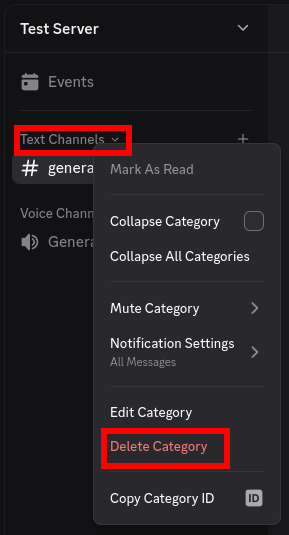 Test Server
Events
Text Channels
genera
Mark As Read
Collapse Category
Collapse All Categories
Voice Chann
Genera
Mute Category
Notification Settings
All Messages
Edit Category
Delete Category
Copy Category ID
ID